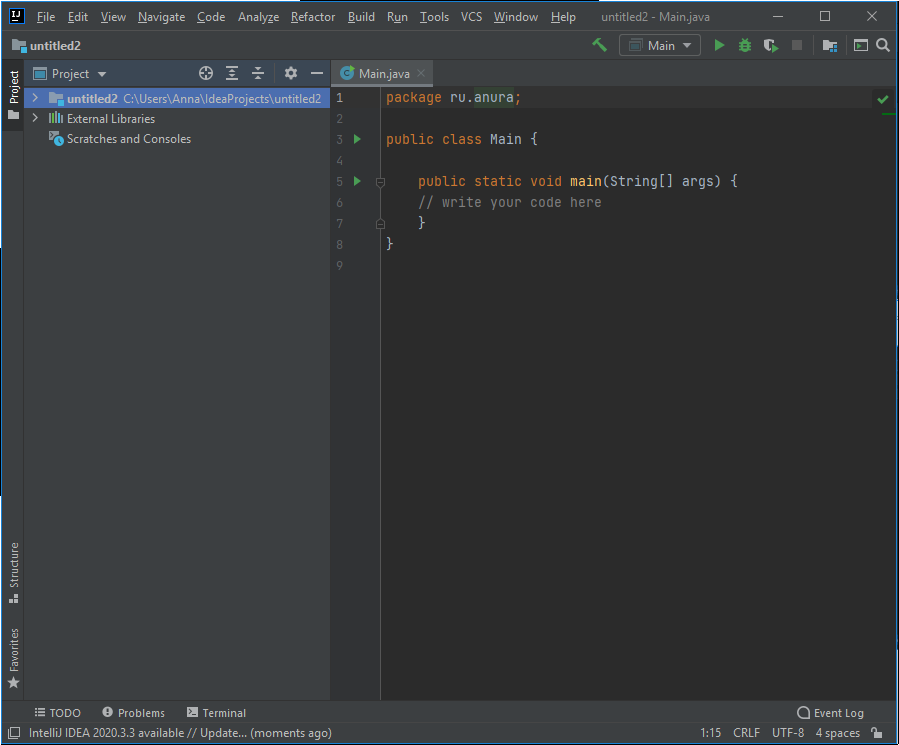 IJ File Edit View Navigate Code Analyze Refactor Build Run Tools VCS Window Help untitled2 - Main.java
untitled2 Main
Project
Project Main.java
untitled2 C:\Users\Anna\IdeaProjects\untitled2
External Libraries
Scratches and Consoles
1 package ru.anura;
2
3 public class Main {
4
5 public static void main(String[] args) {
6 // write your code here
7 }
8 }
9
Structure
Favorites
TODO Problems Terminal Event Log
IntelliJ IDEA 2020.3.3 available // Update... (moments ago) 1:15 CRLF UTF-8 4 spaces